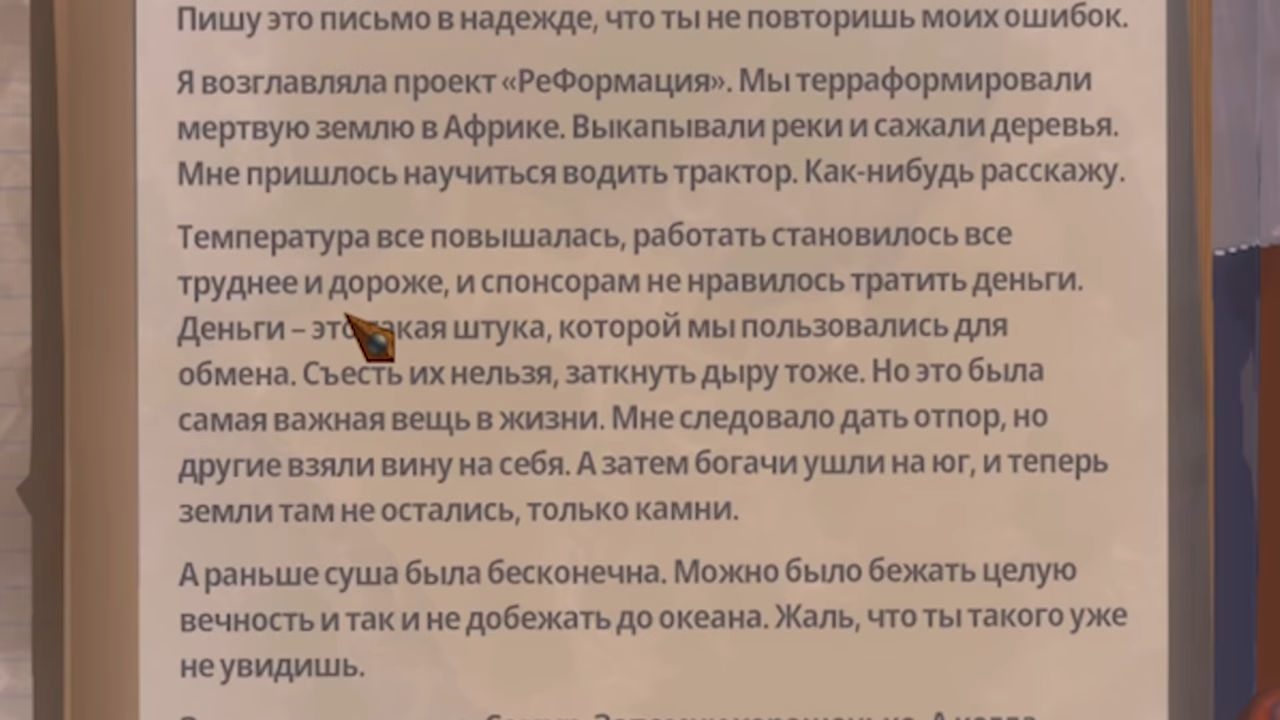 Пишу это письмо в надежде, что ты не повторишь моих ошибок.
Я возглавляла проект «РеФормация». Мы терраформировали
мертвую землю в Африке. Выкапывали реки и сажали деревья.
Мне пришлось научиться водить трактор. Как-нибудь расскажу.
Температура все повышалась, работать становилось все
труднее и дороже, и спонсорам не нравилось тратить деньги.
Деньги – это такая штука, которой мы пользовались для
обмена. Съесть их нельзя, заткнуть дыру тоже. Но это была
самая важная вещь в жизни. Мне следовало дать отпор, но
другие взяли вину на себя. А затем богачи ушли на юг, и теперь
земли там не остались, только камни.
А раньше суша была бесконечна. Можно было бежать целую
вечность и так и не добежать до океана. Жаль, что ты такого уже
не увидишь.